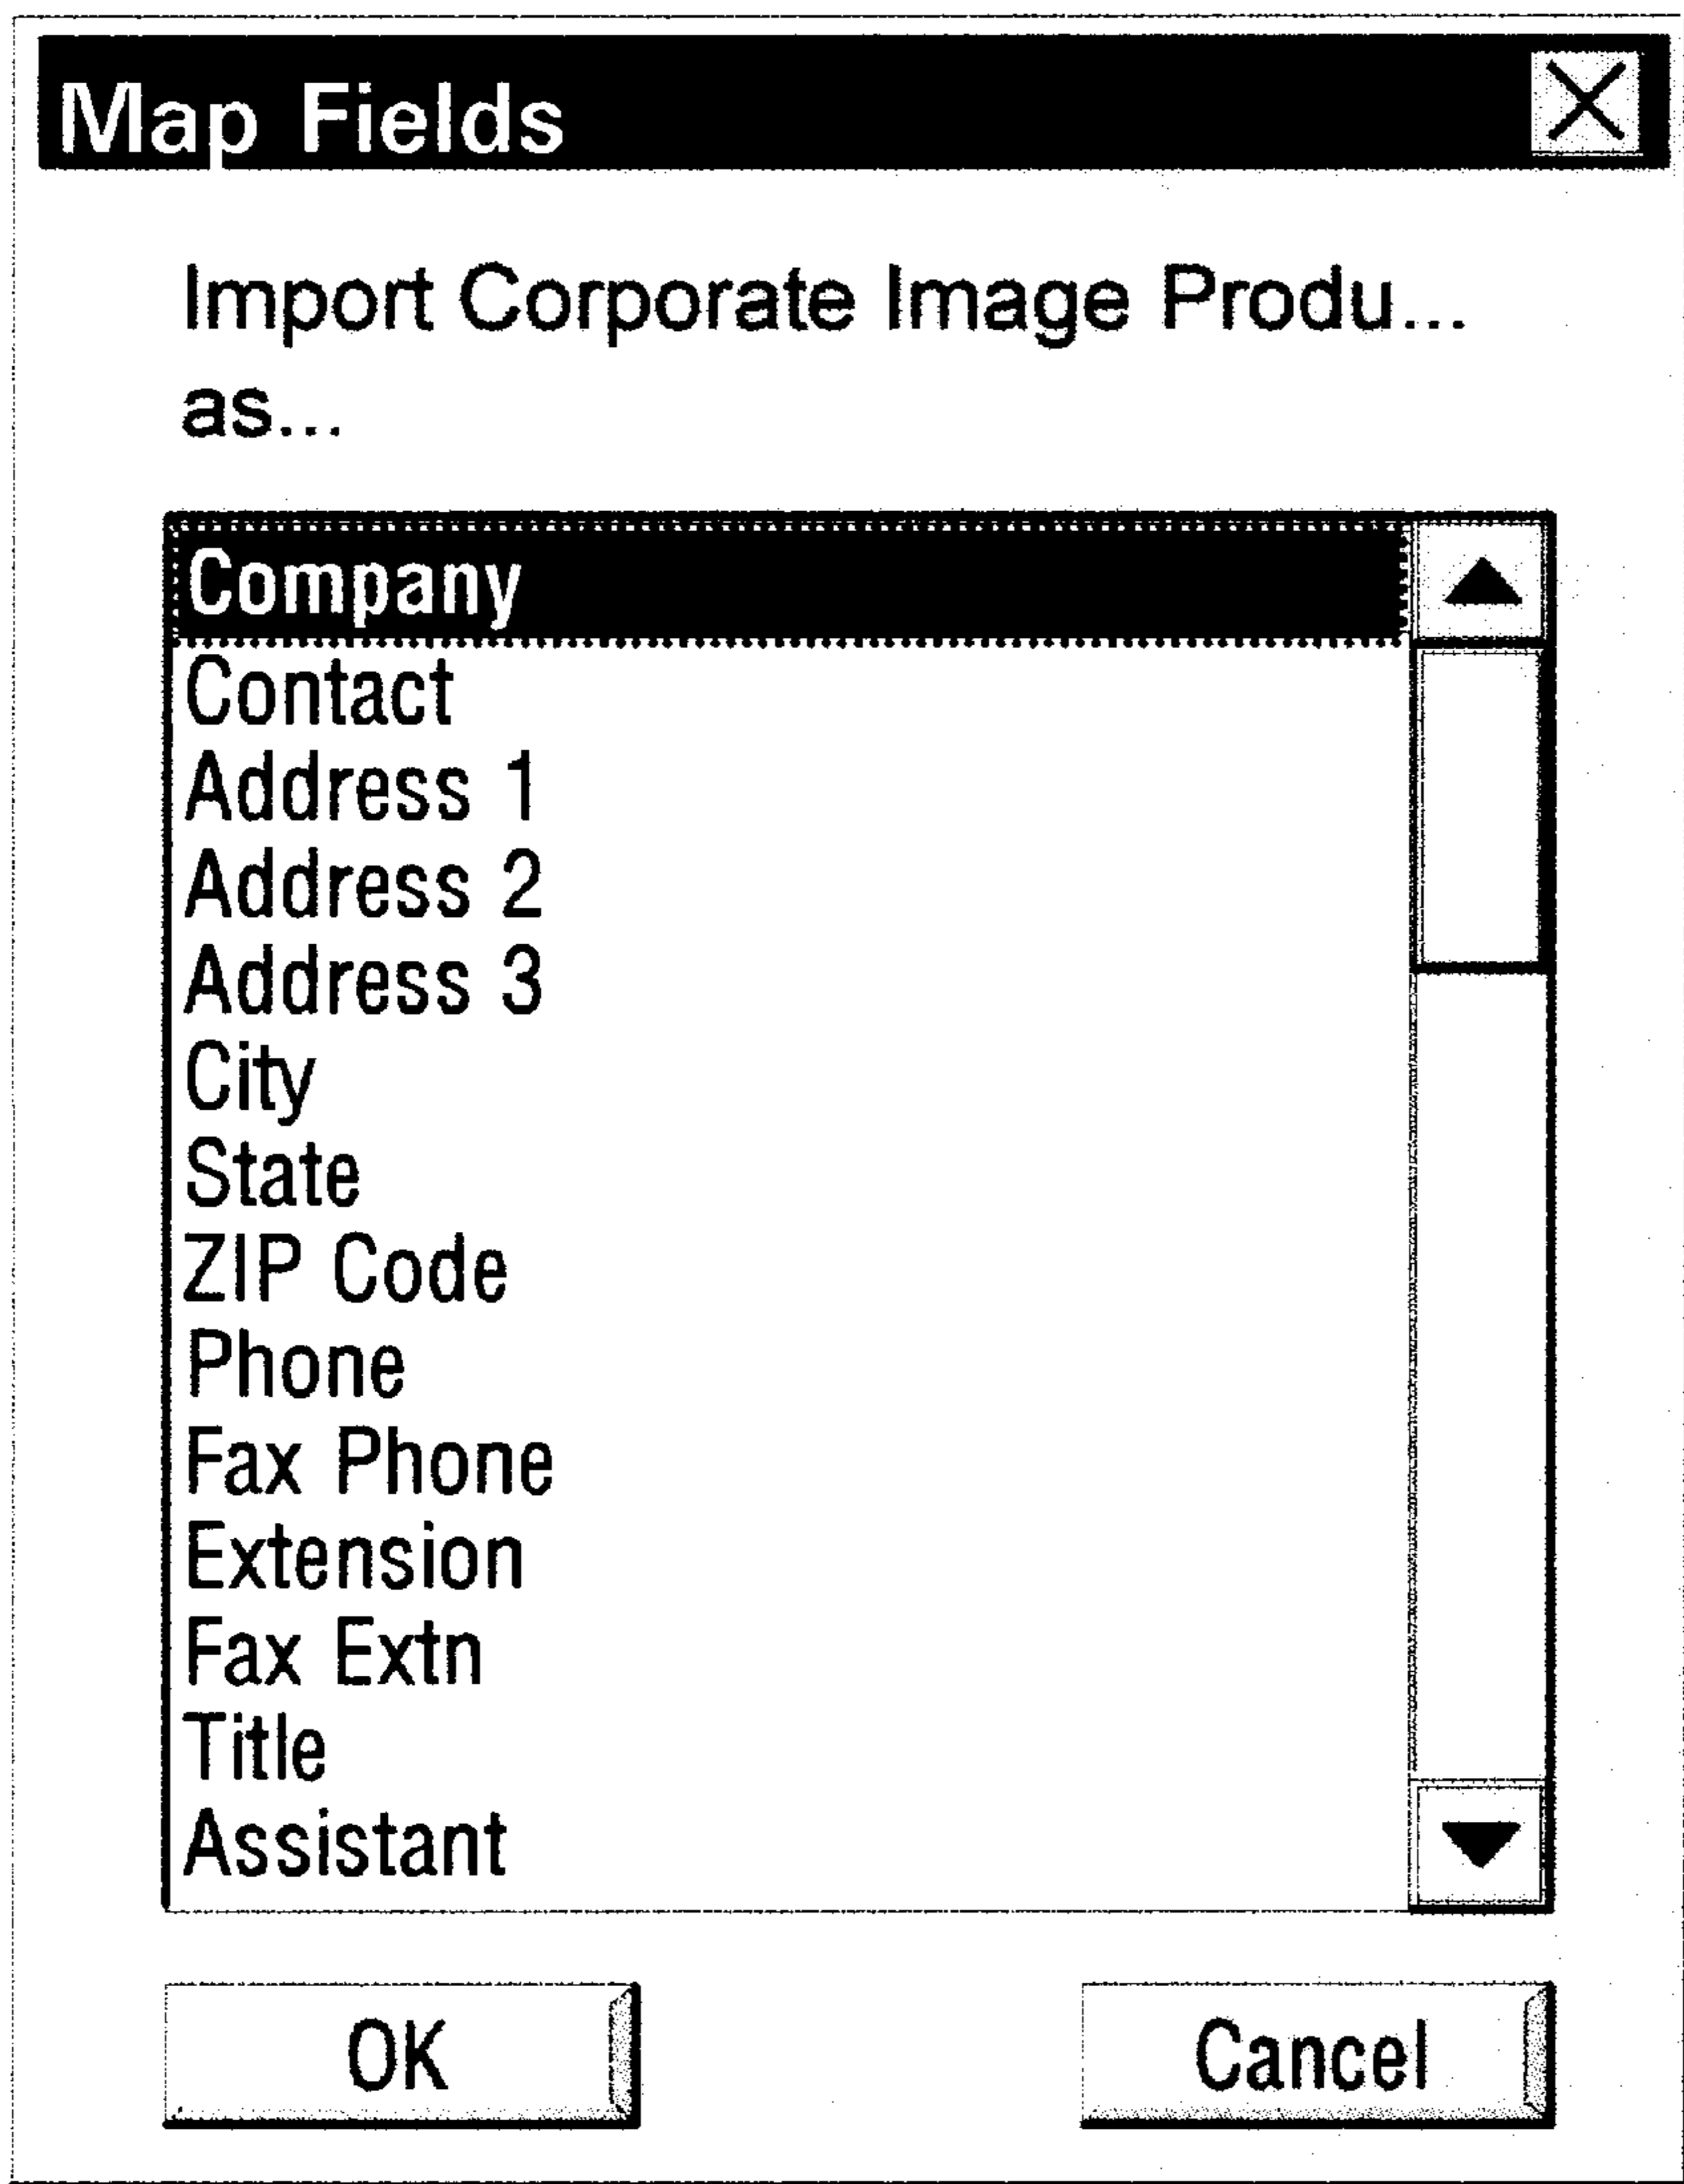 Map Fields
Import Corporate Image Produ...
as...
Company
Contact
Address 1
Address 2
Address 3
City
State
ZIP Code
Phone
Fax Phone
Extension
Fax Extn
Title
Assistant
OK
Cancel